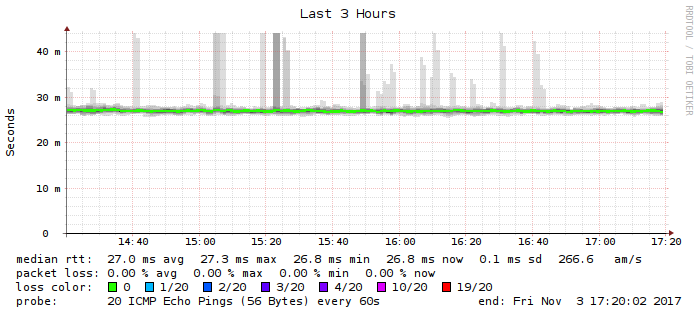 Last 3 Hours
RRDTOOL / TOBI OETIKER
Seconds
40 m
30 m
20 m
10 m
0
14:40 15:00 15:20 15:40 16:00 16:20 16:40 17:00 17:20
median rtt: 27.0 ms avg 27.3 ms max 26.8 ms min 26.8 ms now 0.1 ms sd 266.6 am/s
packet loss: 0.00 % avg 0.00 % max 0.00 % min 0.00 % now
loss color: 0 1/20 2/20 3/20 4/20 10/20 19/20
probe: 20 ICMP Echo Pings (56 Bytes) every 60s end: Fri Nov 3 17:20:02 2017